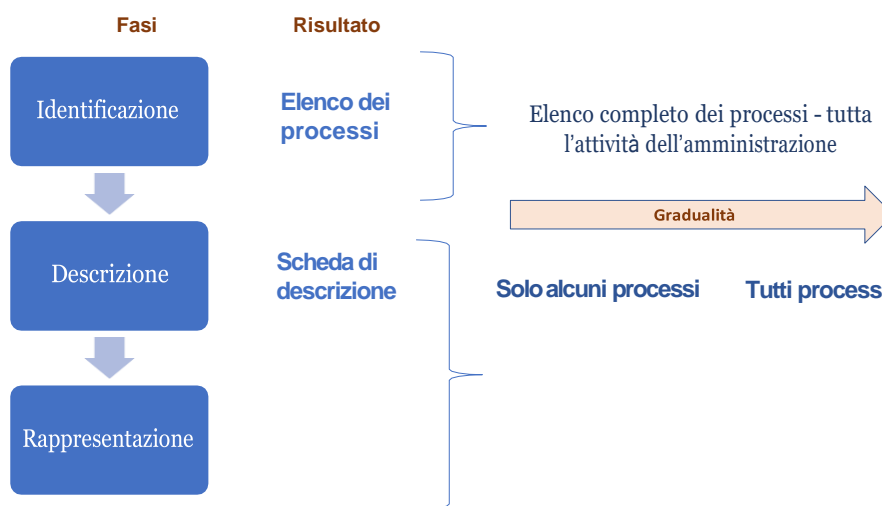 Fasi
Risultato
Identificazione
Elenco dei
processi
Elenco completo dei processi - tutta
l'attività dell'amministrazione
Gradualità
Descrizione
Scheda di
descrizione
Solo alcuni processi
Tutti process
Rappresentazione